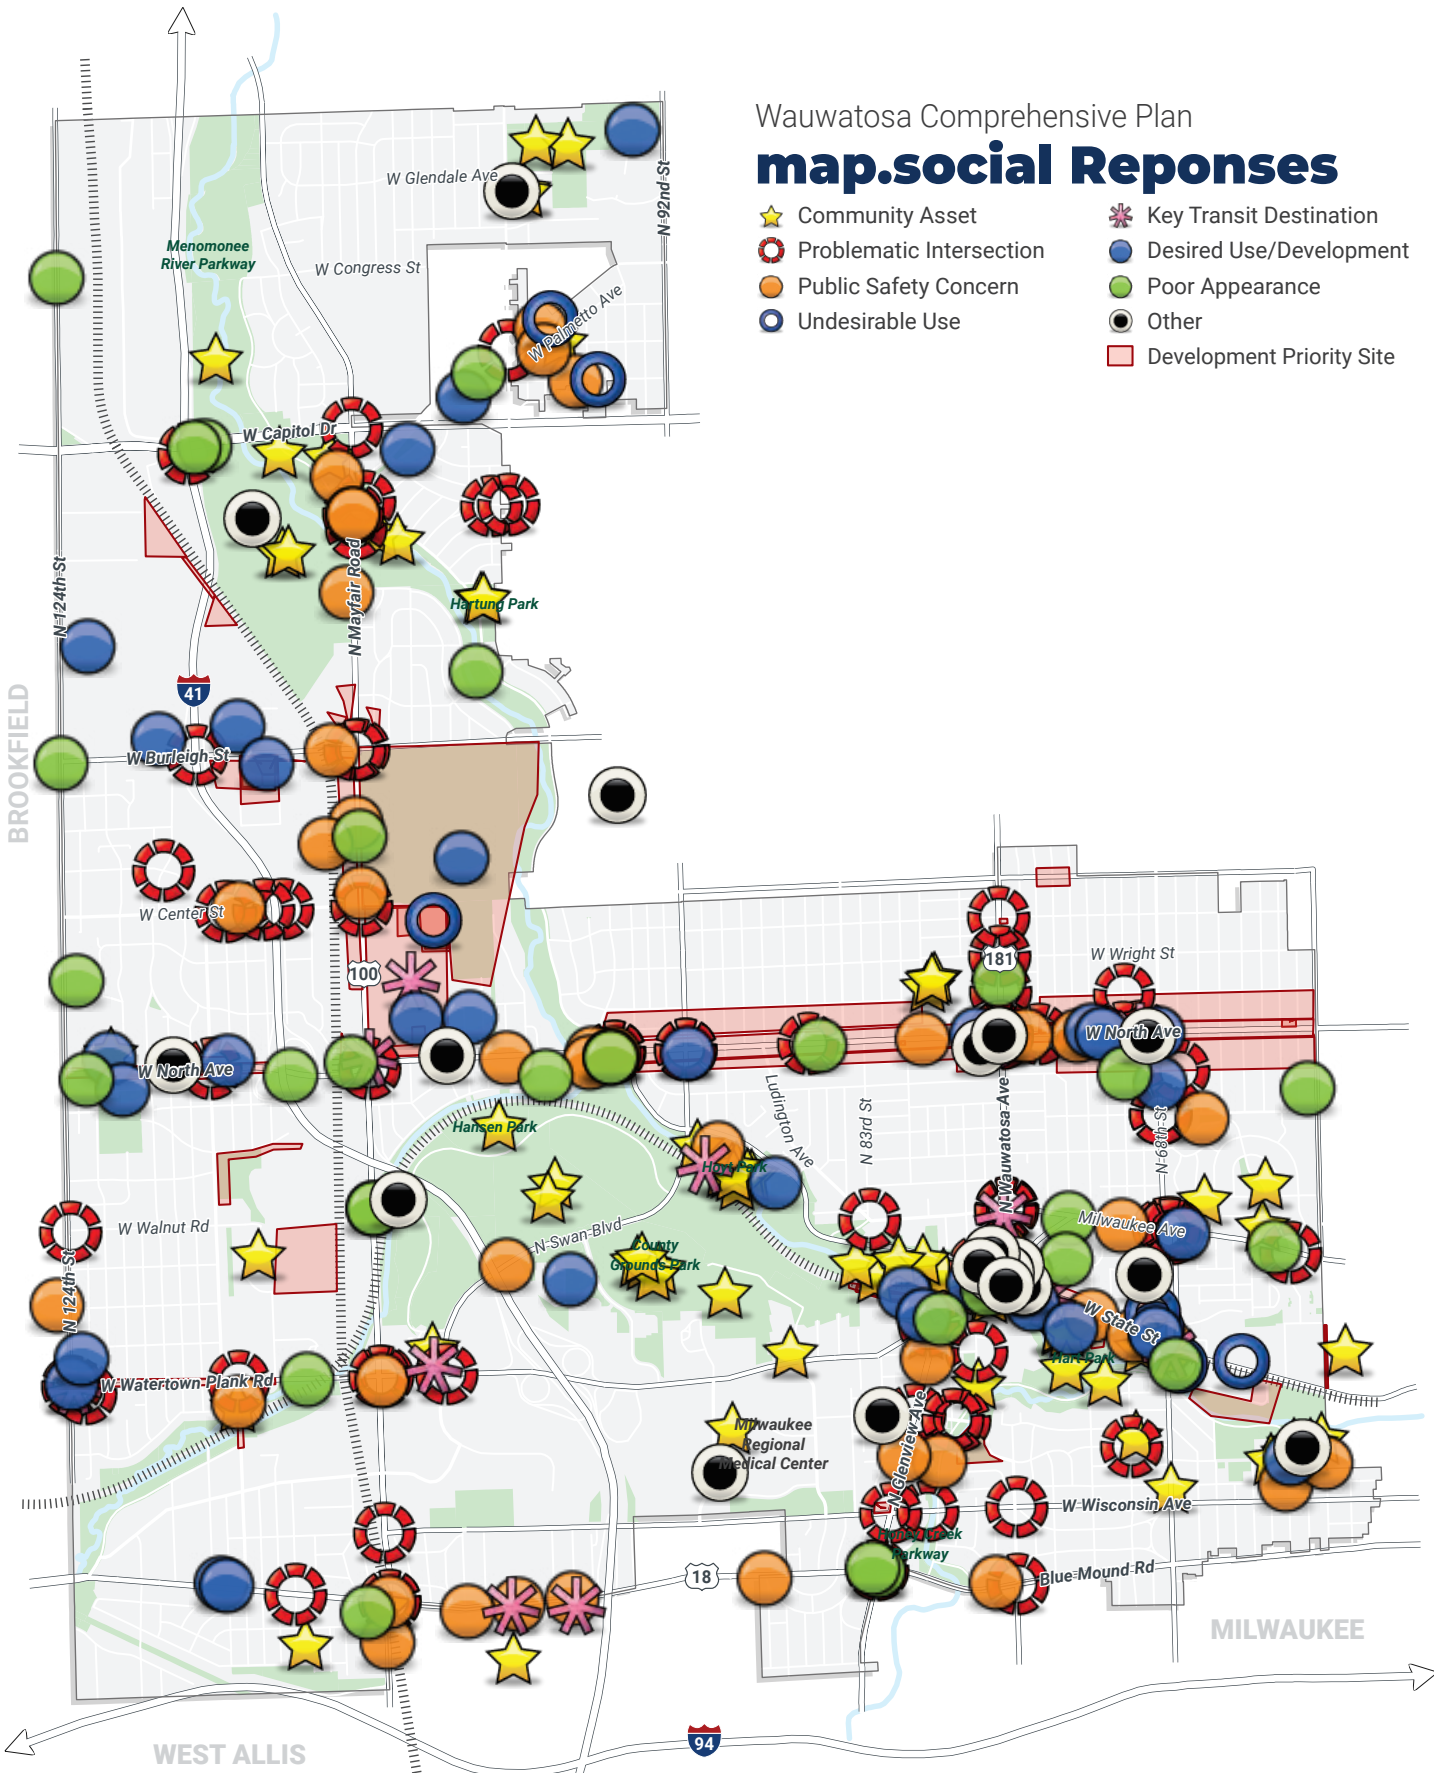 Wauwatosa Comprehensive Plan
map.social Reponses
Community Asset
Problematic Intersection
Public Safety Concern
Undesirable Use
Key Transit Destination
Desired Use/Development
Poor Appearance
Other
Development Priority Site
W Glendale Ave
N 92nd St
Menomonee
River Parkway
W Congress St
W Palmetto Ave
W Capitol Dr
N 124th St
N Mayfair Road
Hartung Park
41
BROOKFIELD
W Burleigh St
W Center St
100
181
W Wright St
W North Ave
W North Ave
Hansen Park
Ludington Ave
N 83rd St
N Wauwatosa Ave
N 68th St
Hoyt Park
W Walnut Rd
N Swan Blvd
Milwaukee Ave
County
Grounds Park
N 124th St
W State St
Hart Park
W Watertown Plank Rd
Milwaukee
Regional
Medical Center
N Glenview Ave
W Wisconsin Ave
Honey Creek
Parkway
18
Blue Mound Rd
MILWAUKEE
94
WEST ALLIS